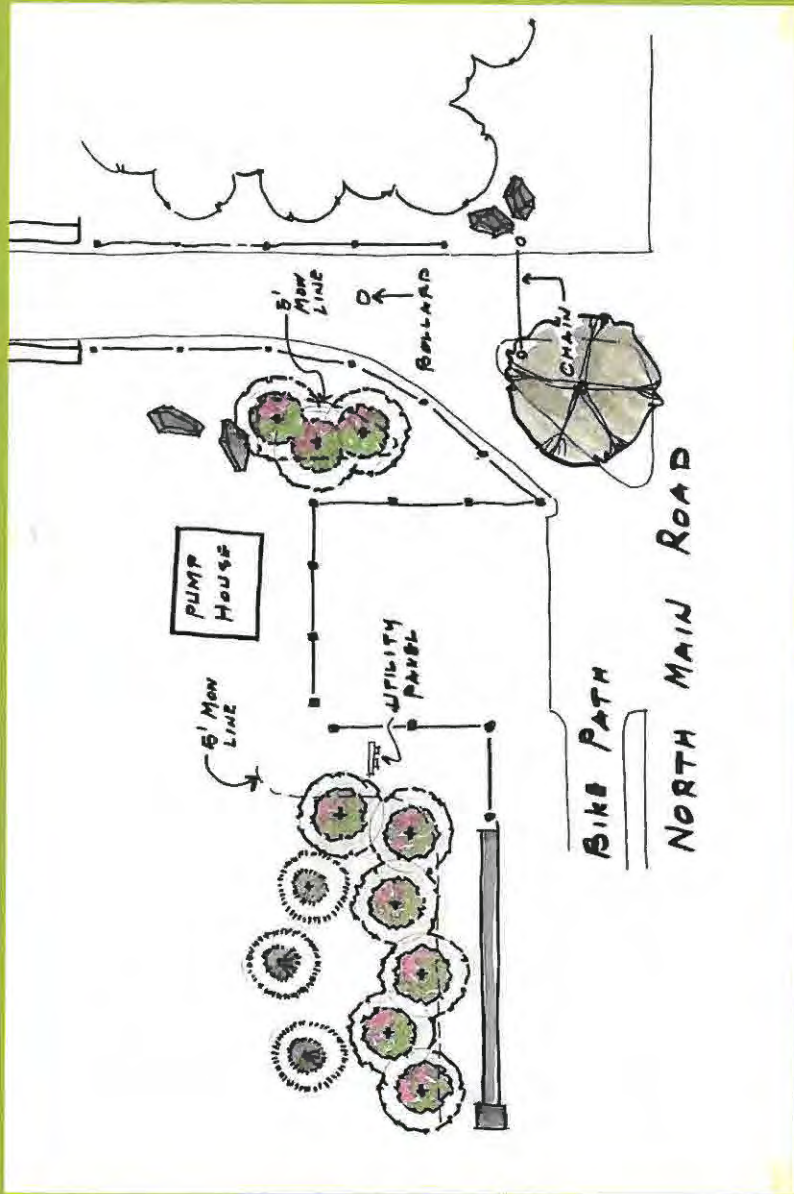 5' MOW
LINE
BOLLARD
CHAIN
PUMP
HOUSE
5' MOW
LINE
UTILITY
PANEL
BIKE PATH
NORTH MAIN ROAD